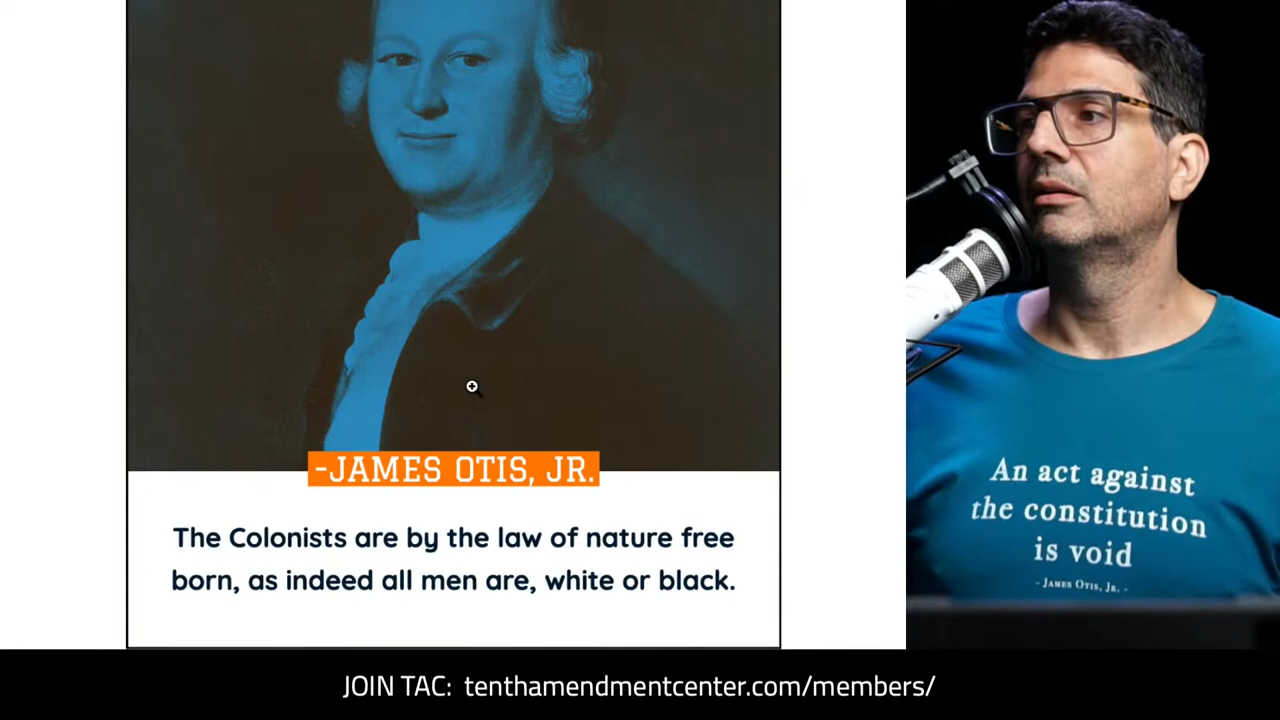 -JAMES OTIS, JR.
The Colonists are by the law of nature free
born, as indeed all men are, white or black.
An act against
the constitution
is void
- James Otis, Jr. -
JOIN TAC: tenthamendmentcenter.com/members/